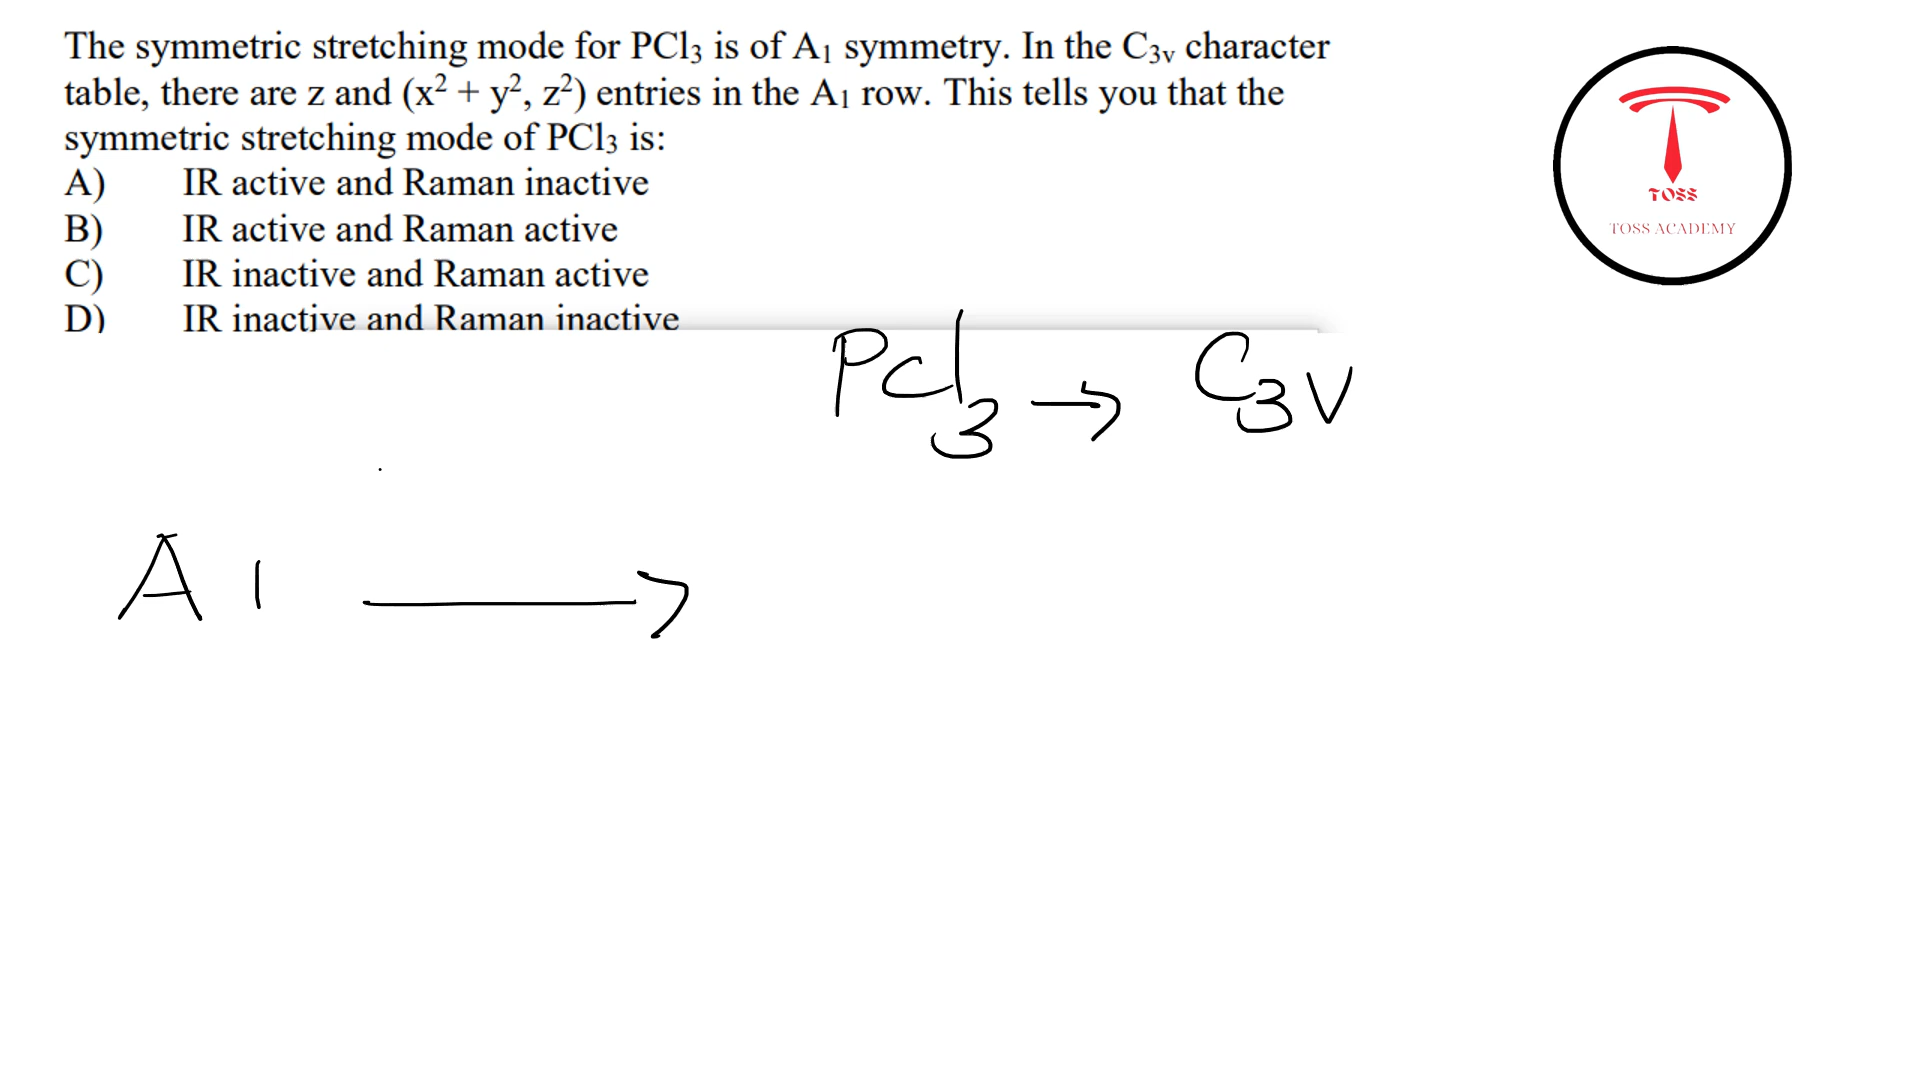 The symmetric stretching mode for PCl₃ is of A₁ symmetry. In the C₃ᵥ character
table, there are z and (x² + y², z²) entries in the A₁ row. This tells you that the
symmetric stretching mode of PCl₃ is:
A) IR active and Raman inactive
B) IR active and Raman active
C) IR inactive and Raman active
D) IR inactive and Raman inactive
TOSS
TOSS ACADEMY
Pcl₃ → C₃v
A₁ →